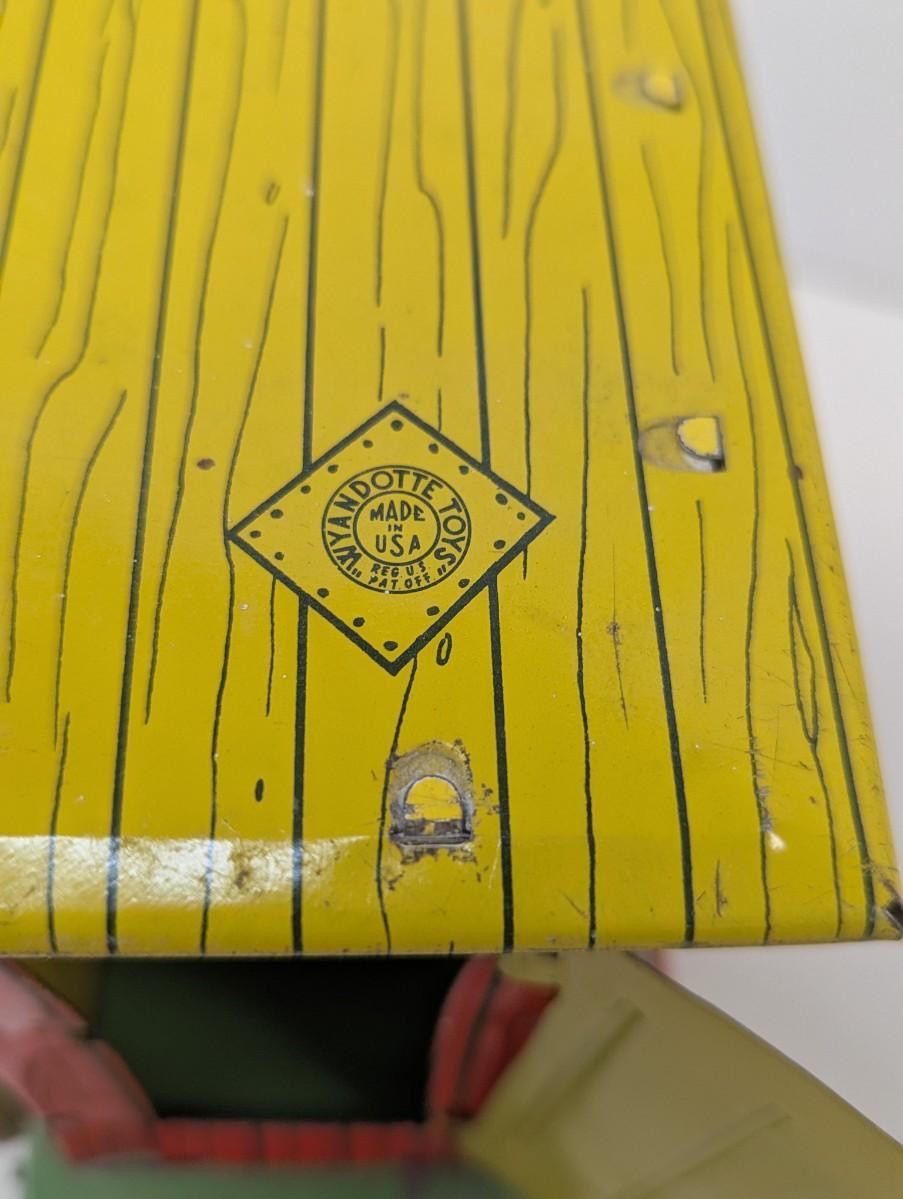 "WYANDOTTE TOYS"
MADE
IN
USA
REG. U.S.
PAT. OFF.